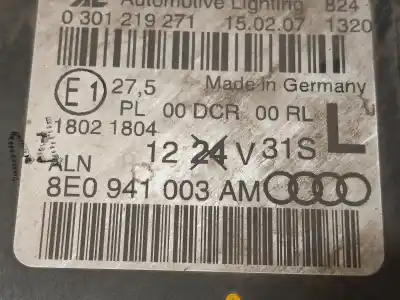 Automotive Lighting 824
0 301 219 271 15.02.07 1320
E1 27,5 Made in Germany
PL 00 DCR 00 RL L
1802 1804
12 24 V 31S
ALN
8E0 941 003 AM